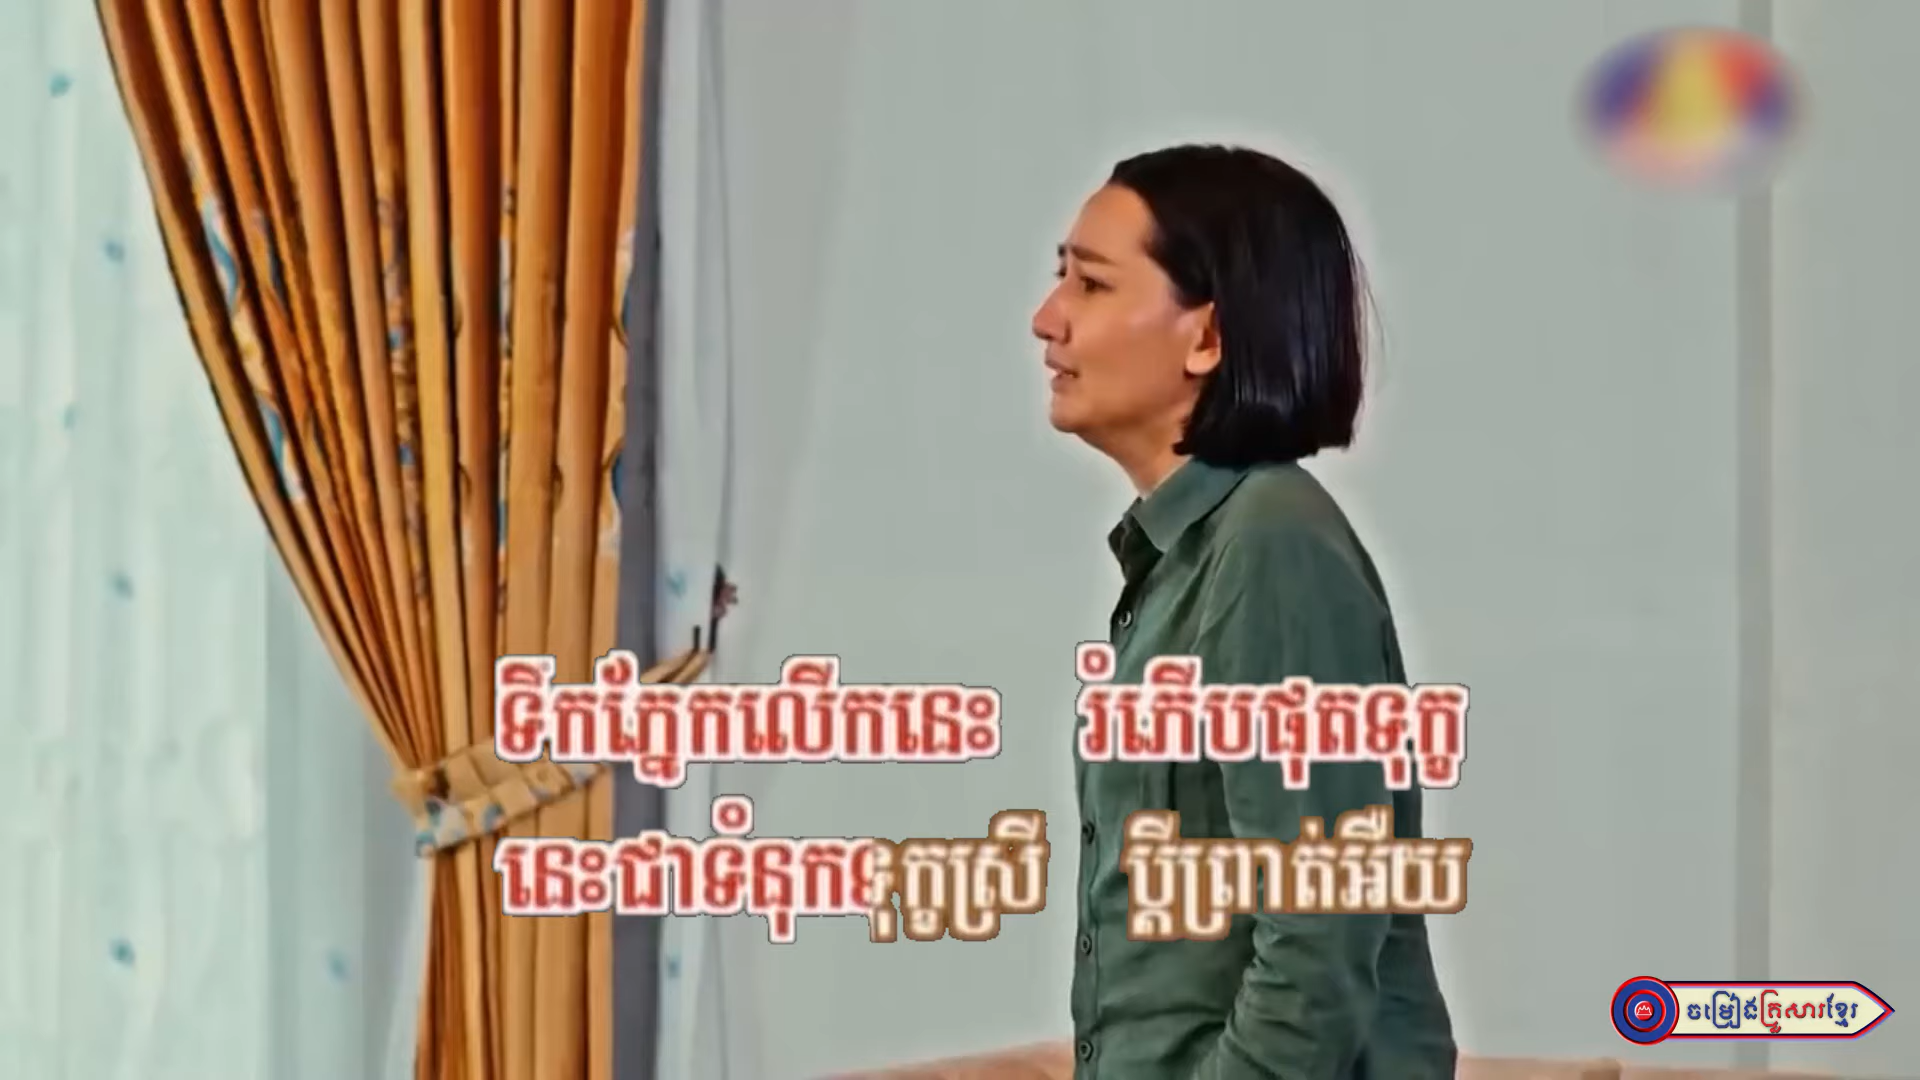 ទឹកភ្នែកលើកនេះ រំភើបផុតទុក្ខ
នេះជាទំនុកទុក្ខស្រី ប្ដីព្រាត់អឺយ
ចម្រៀងគ្រួសារខ្មែរ